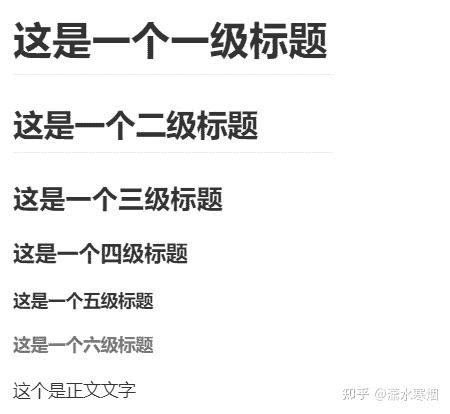 这是一个一级标题
这是一个二级标题
这是一个三级标题
这是一个四级标题
这是一个五级标题
这是一个六级标题
这个是正文文字
知乎 @潇水寒烟